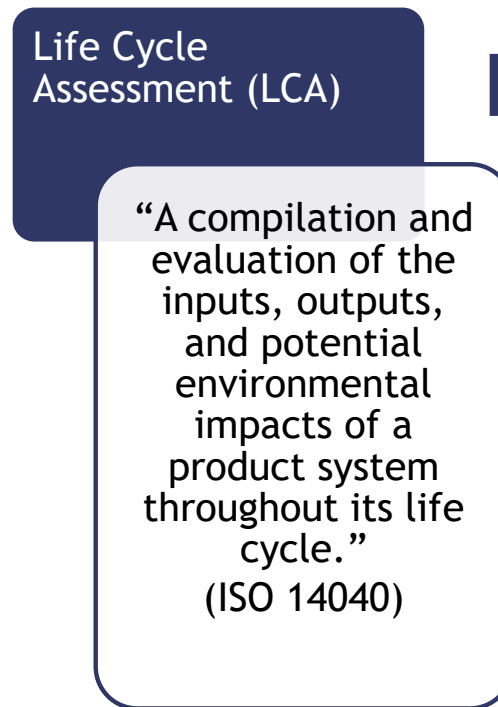 Life Cycle
Assessment (LCA)
“A compilation and
evaluation of the
inputs, outputs,
and potential
environmental
impacts of a
product system
throughout its life
cycle.”
(ISO 14040)